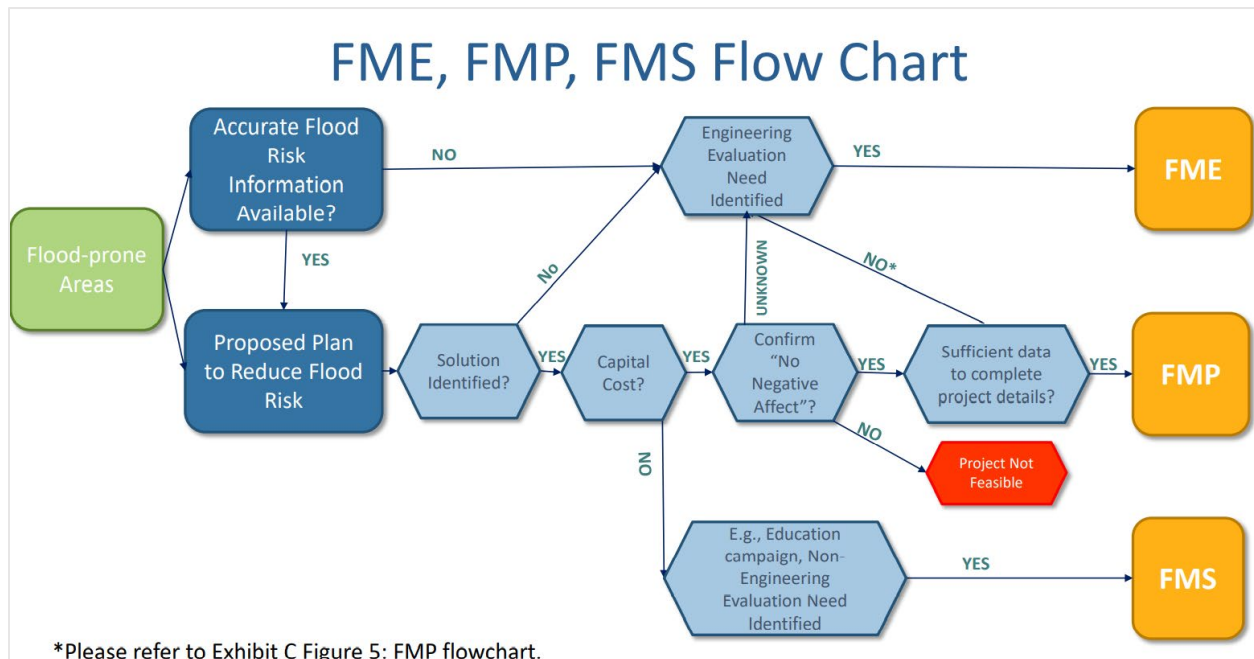 FME, FMP, FMS Flow Chart
Accurate Flood
Risk
Information
Available?
NO
Engineering
Evaluation
Need
Identified
YES
FME
Flood-prone
Areas
YES
No
UNKNOWN
NO*
Proposed Plan
to Reduce Flood
Risk
Solution
Identified?
YES
Capital
Cost?
YES
Confirm
“No
Negative
Affect”?
YES
Sufficient data
to complete
project details?
YES
FMP
NO
NO
Project Not
Feasible
E.g., Education
campaign, Non-
Engineering
Evaluation Need
Identified
YES
FMS
*Please refer to Exhibit C Figure 5: FMP flowchart.